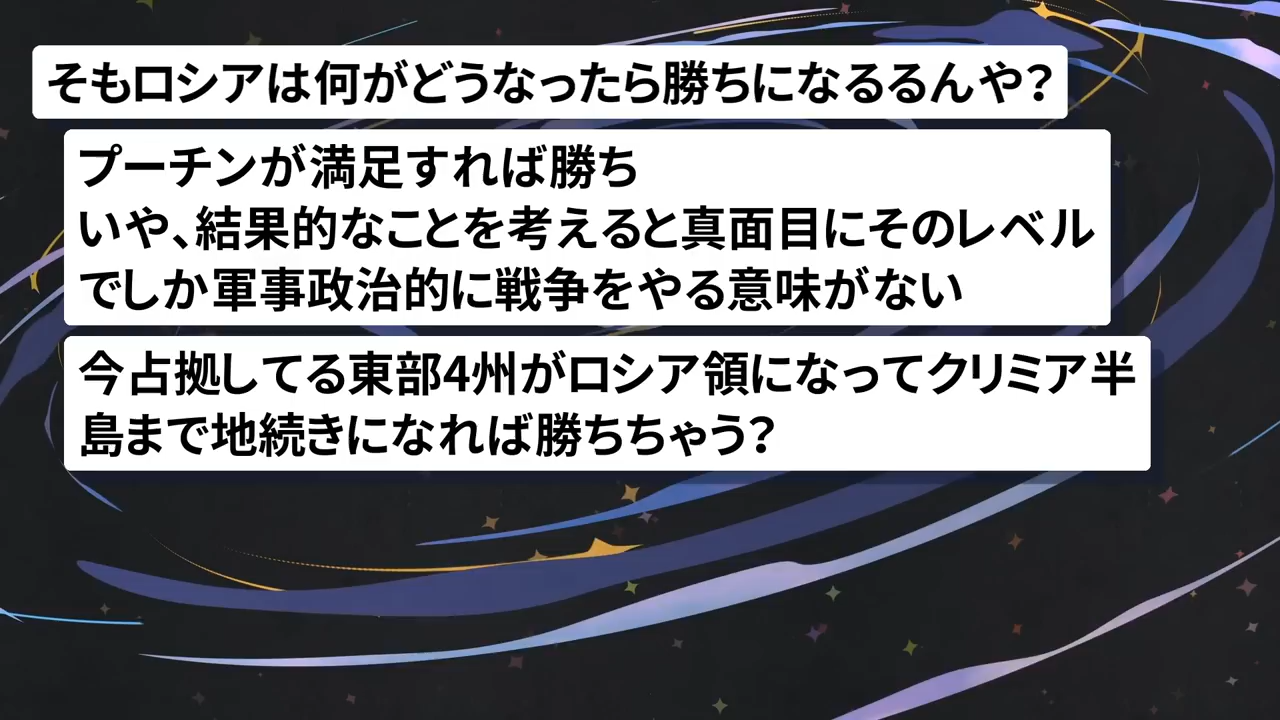 そもロシアは何がどうなったら勝ちになるるんや？
プーチンが満足すれば勝ち
いや、結果的なことを考えると真面目にそのレベル
でしか軍事政治的に戦争をやる意味がない
今占拠してる東部4州がロシア領になってクリミア半
島まで地続きになれば勝ちちゃう？